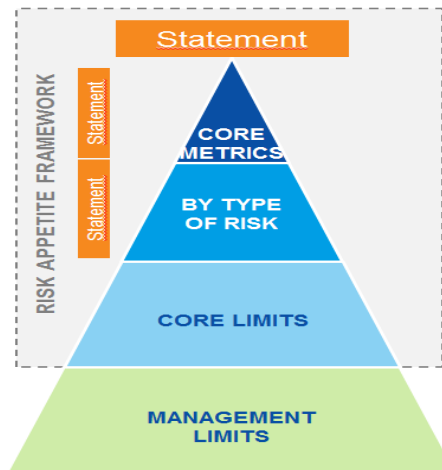 Statement
RISK APPETITE FRAMEWORK
Statement
Statement
CORE
METRICS
BY TYPE
OF RISK
CORE LIMITS
MANAGEMENT
LIMITS